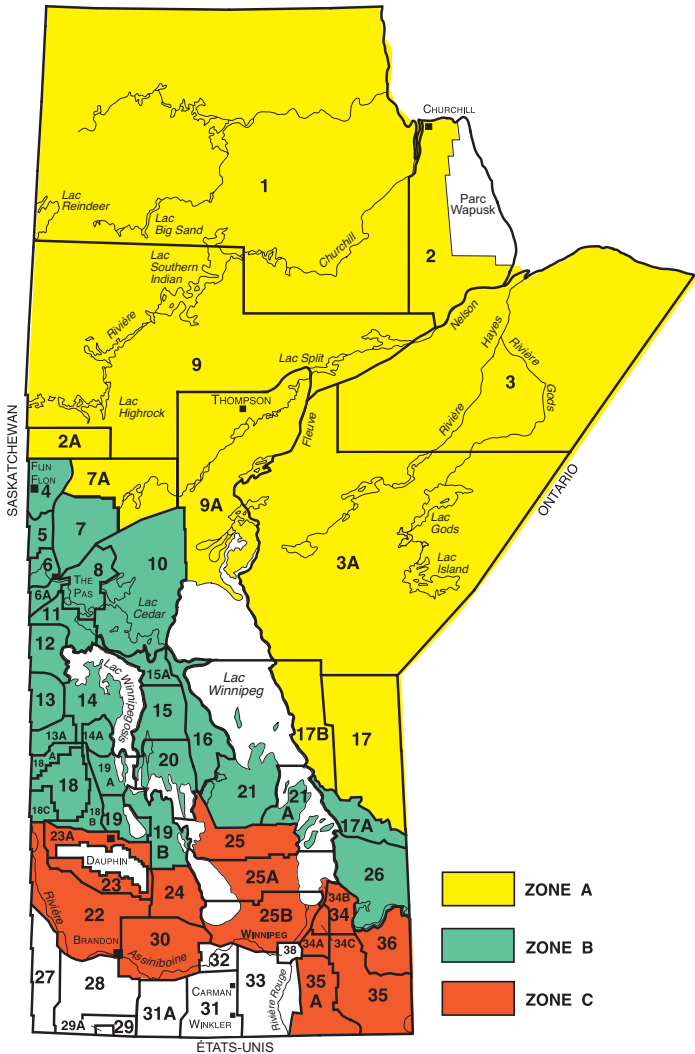 CHURCHILL
Parc
Wapusk
1
Lac
Reindeer
Lac
Big Sand
Churchill
2
Lac
Southern
Indian
Nelson
Hayes
Rivière
Rivière
Gods
3
Rivière
9
Lac Split
Lac
Highrock
THOMPSON
Fleuve
Rivière
SASKATCHEWAN
2A
7A
FLIN
FLON
4
9A
ONTARIO
Lac
Gods
Lac
Island
3A
5
7
6
8
10
THE
PAS
6A
Lac
Cedar
11
12
Lac Winnipegosis
15A
Lac
Winnipeg
13
14
15
16
17B
17
13A
14A
18
A
19
A
20
18
21
21
A
18C
18
B
19
19
B
17A
23A
25
DAUPHIN
26
23
24
25A
34B
34
22
Rivière
25B
WINNIPEG
30
BRANDON
Assiniboine
38
34A
34C
36
32
27
28
33
35
A
35
CARMAN
31
WINKLER
31A
Rivière Rouge
29A
29
ÉTATS-UNIS
ZONE A
ZONE B
ZONE C